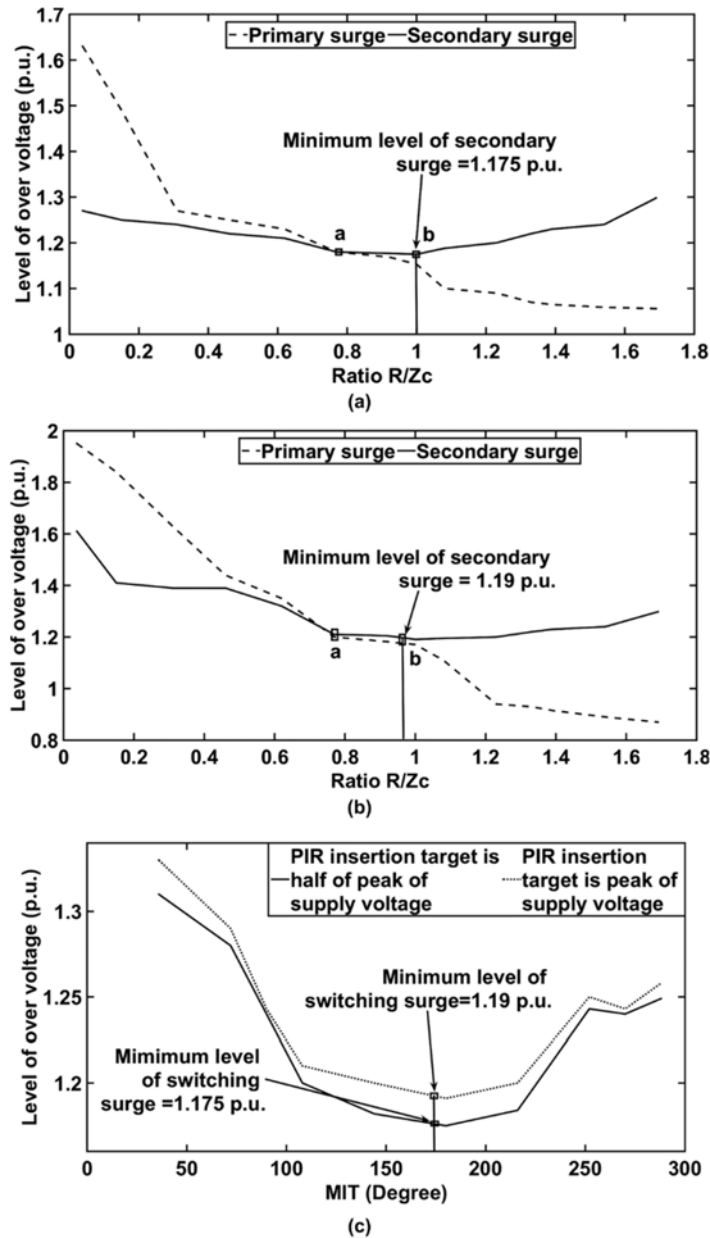 1.7
Primary surge Secondary surge
1.6
1.5
Minimum level of secondary
surge =1.175 p.u.
1.4
1.3
1.2
1.1
1
a
b
Level of over voltage (p.u.)
0 0.2 0.4 0.6 0.8 1 1.2 1.4 1.6 1.8
Ratio R/Zc
(a)
2
Primary surge Secondary surge
1.8
1.6
Minimum level of secondary
surge = 1.19 p.u.
1.4
1.2
1
0.8
a
b
Level of over voltage (p.u.)
0 0.2 0.4 0.6 0.8 1 1.2 1.4 1.6 1.8
Ratio R/Zc
(b)
PIR insertion target is
half of peak of
supply voltage
PIR insertion
target is peak of
supply voltage
1.3
1.25
1.2
Minimum level of
switching surge=1.19 p.u.
Mimimum level
of switching
surge =1.175 p.u.
Level of over voltage (p.u.)
0 50 100 150 200 250 300
MIT (Degree)
(c)